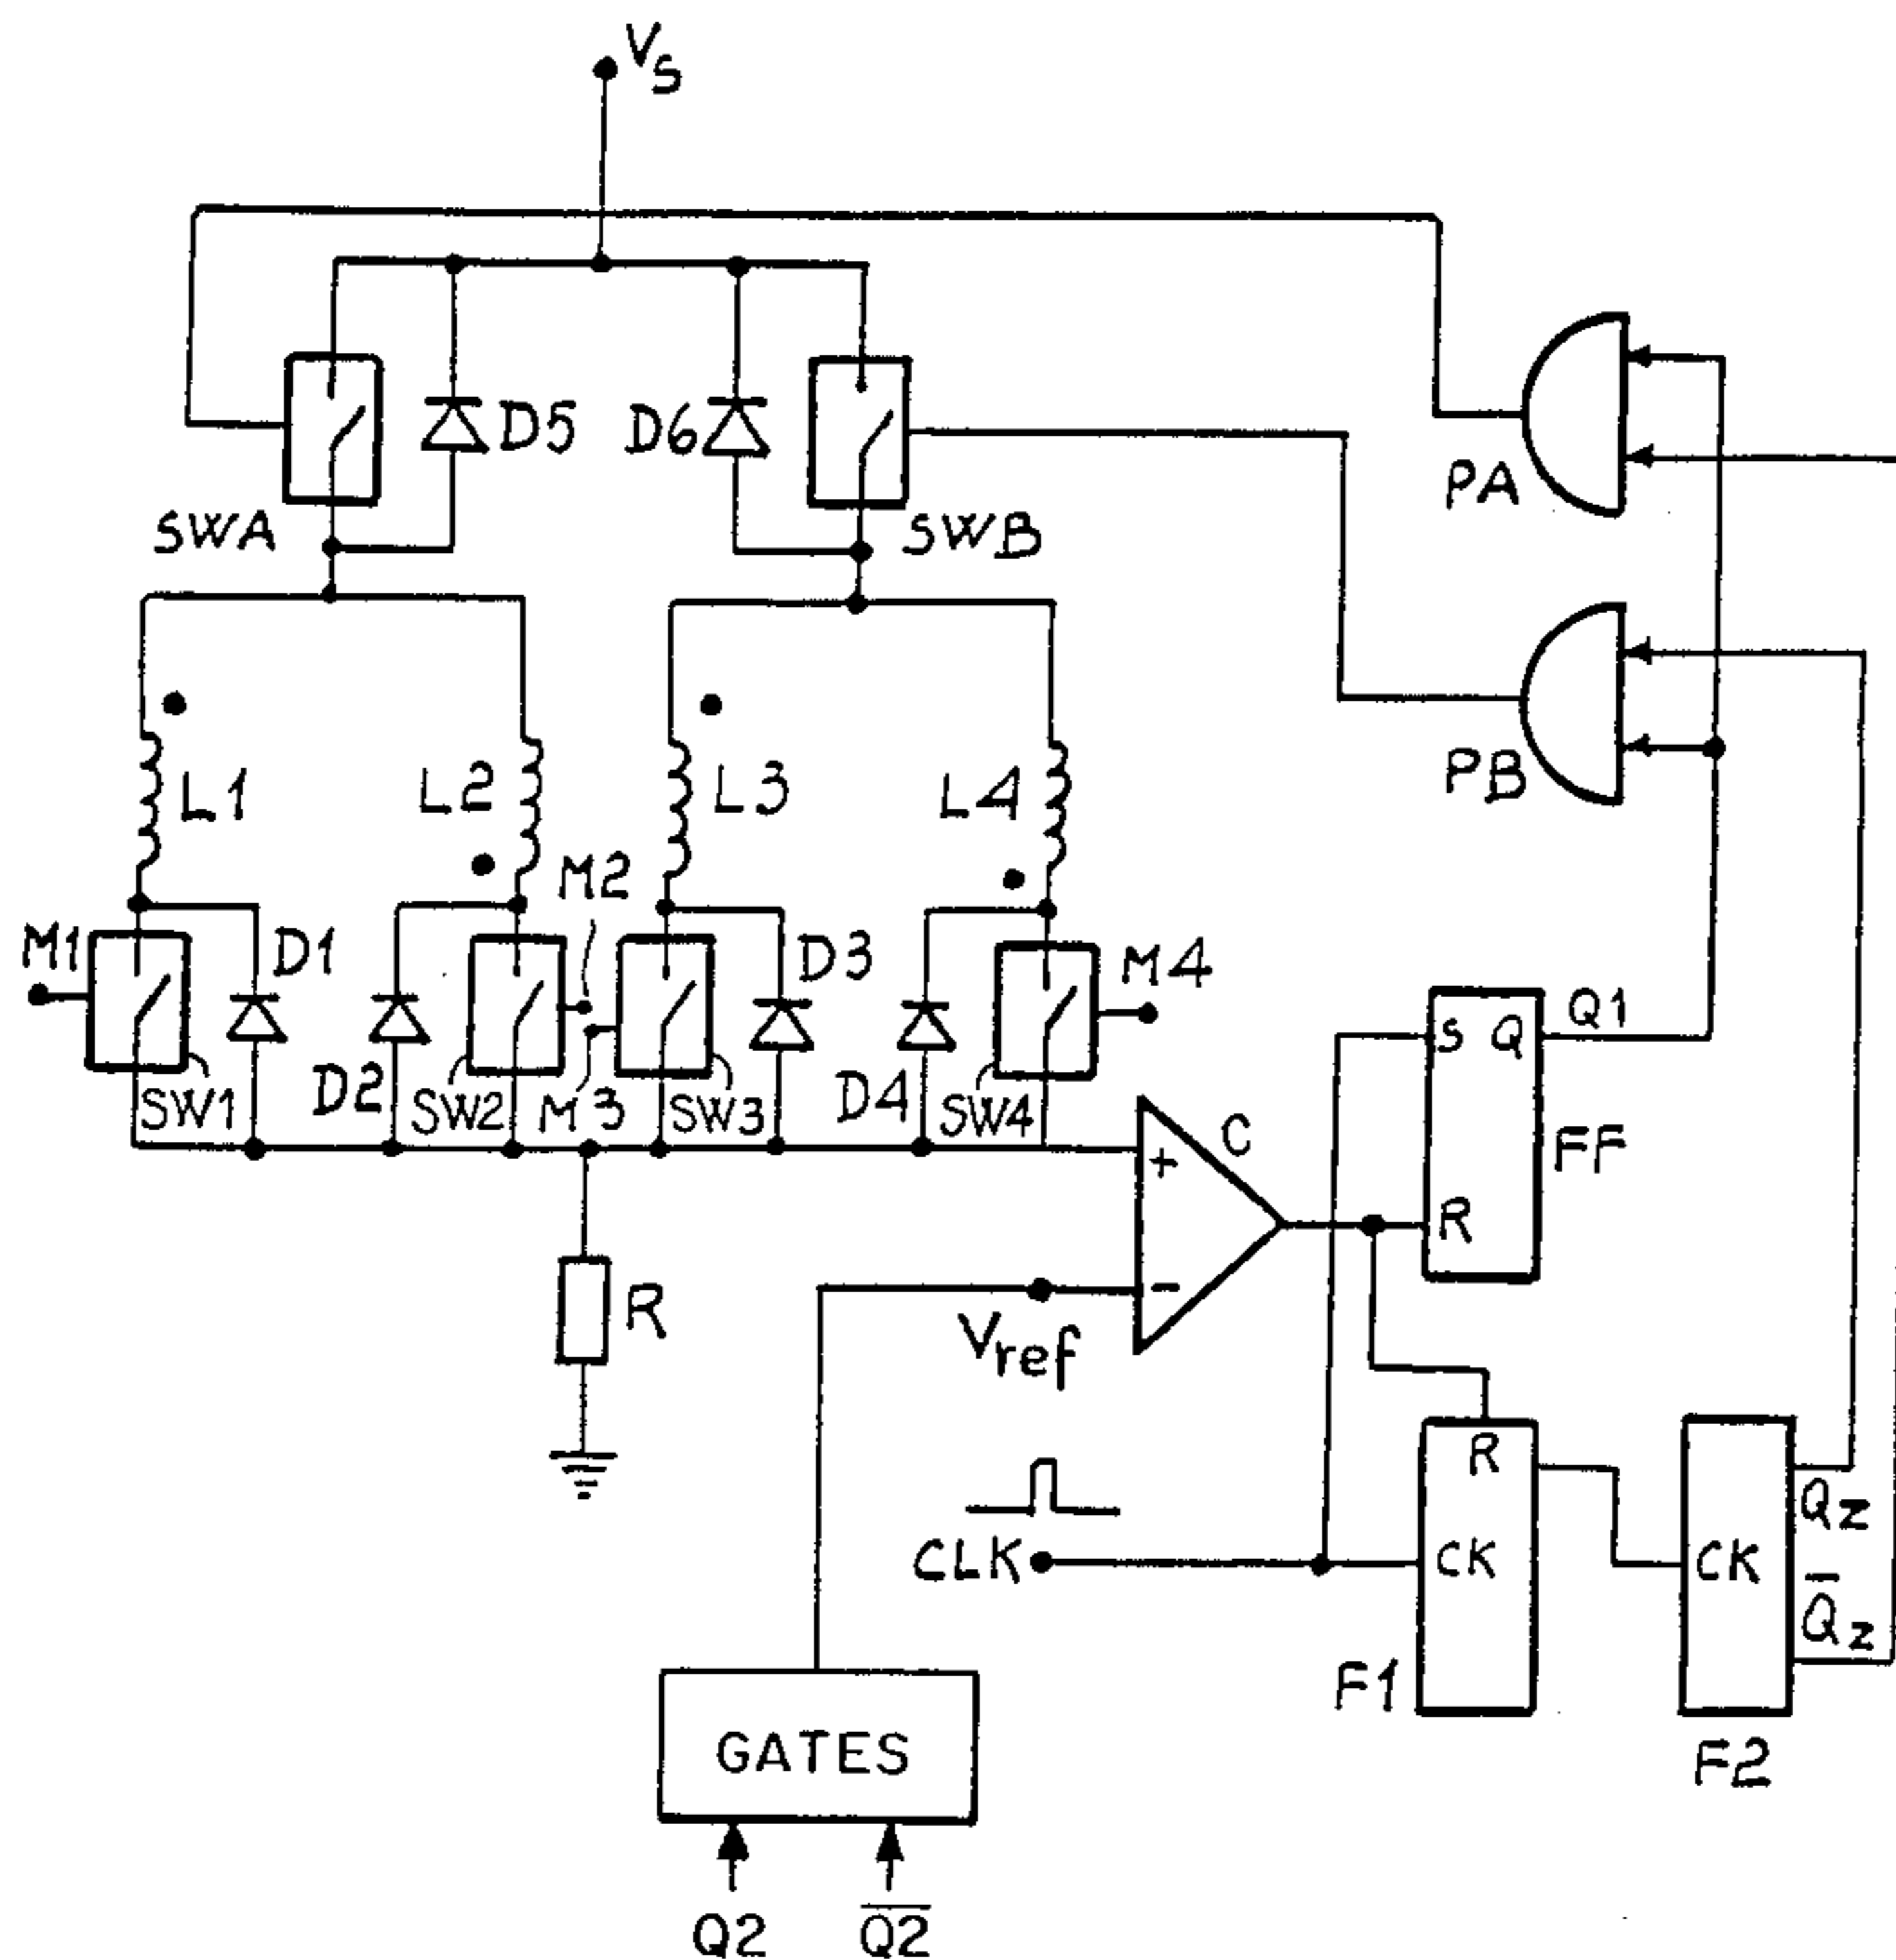 Vs
D5
D6
SWA
SWB
PA
PB
L1
L2
L3
L4
M2
M1
D1
D3
M4
S
Q
Q1
D2
SW1
SW2
M3
SW3
D4
SW4
C
FF
+
R
-
R
Vref
R
CLK
CK
CK
Qz
Q̅z
F1
F2
GATES
Q2
Q̅2̅